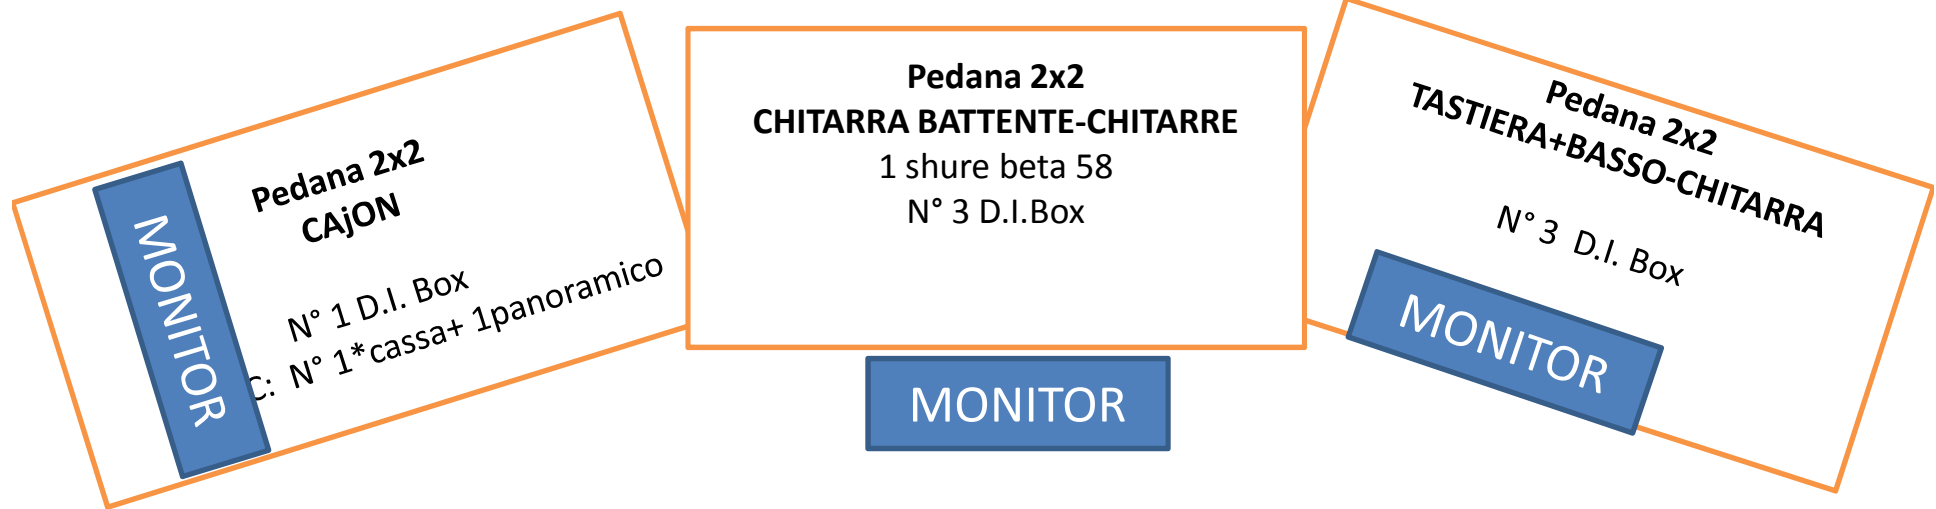 Pedana 2x2
CAjON
N° 1 D.I. Box
C: N° 1*cassa+ 1panoramico
MONITOR
Pedana 2x2
CHITARRA BATTENTE-CHITARRE
1 shure beta 58
N° 3 D.I.Box
MONITOR
Pedana 2x2
TASTIERA+BASSO-CHITARRA
N° 3 D.I. Box
MONITOR